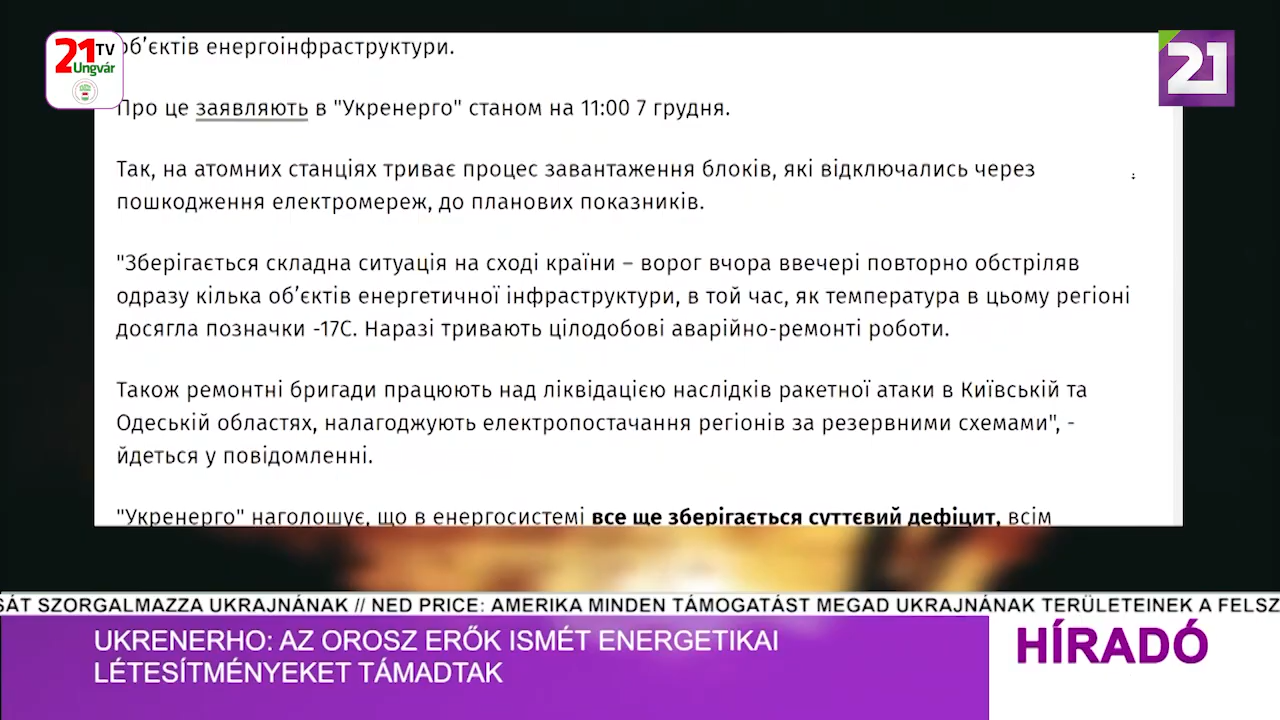 21 TV
Ungvár
21
об’єктів енергоінфраструктури.
Про це заявляють в "Укренерго" станом на 11:00 7 грудня.
Так, на атомних станціях триває процес завантаження блоків, які відключались через
пошкодження електромереж, до планових показників.
"Зберігається складна ситуація на сході країни – ворог вчора ввечері повторно обстріляв
одразу кілька об’єктів енергетичної інфраструктури, в той час, як температура в цьому регіоні
досягла позначки -17С. Наразі тривають цілодобові аварійно-ремонті роботи.
Також ремонтні бригади працюють над ліквідацією наслідків ракетної атаки в Київській та
Одеській областях, налагоджують електропостачання регіонів за резервними схемами", -
йдеться у повідомленні.
"Укренерго" наголошує, що в енергосистемі все ще зберігається суттєвий дефіцит, всім
SÁT SZORGALMAZZA UKRAJNÁNAK // NED PRICE: AMERIKA MINDEN TÁMOGATÁST MEGAD UKRAJNÁNAK TERÜLETEINEK A FELSZ
UKRENERHO: AZ OROSZ ERŐK ISMÉT ENERGETIKAI
LÉTESÍTMÉNYEKET TÁMADTAK
HÍRADÓ